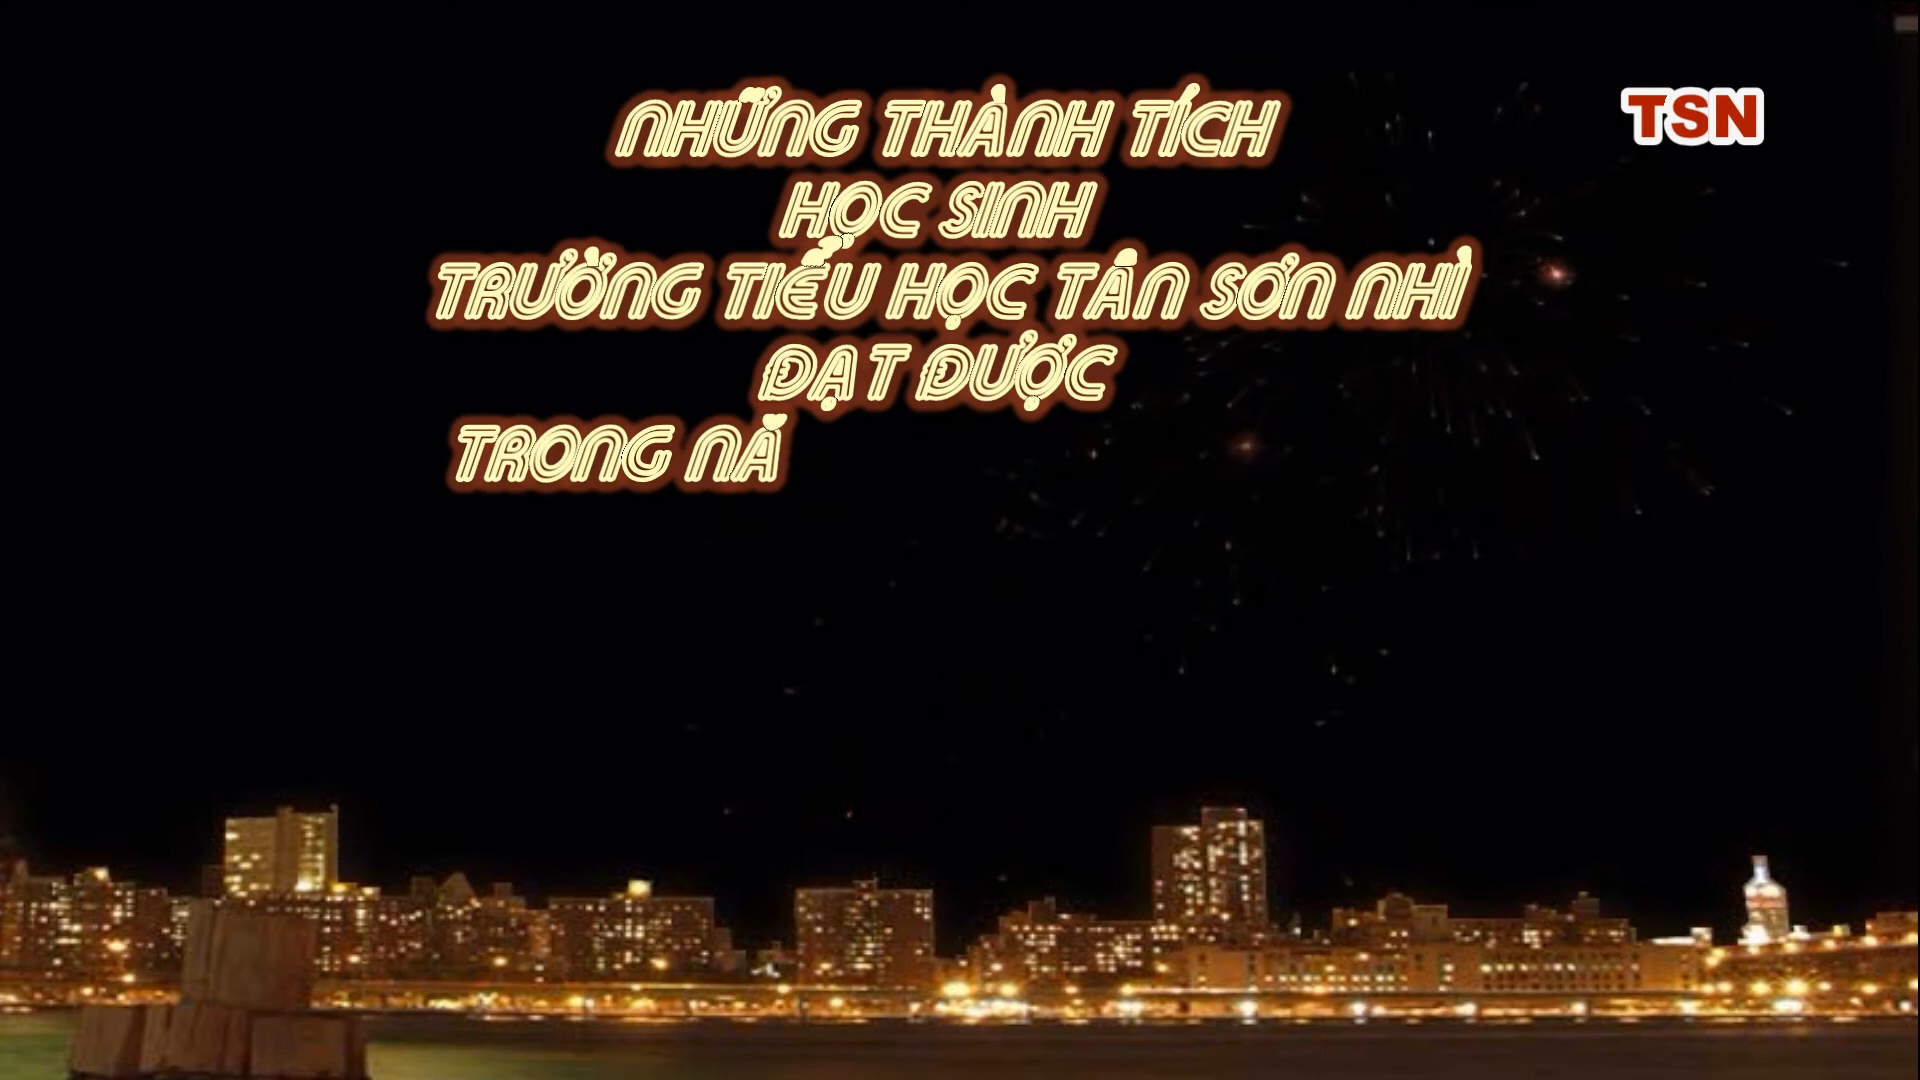 NHỮNG THÀNH TÍCH
HỌC SINH
TRƯỜNG TIỂU HỌC TÂN SƠN NHÌ
ĐẠT ĐƯỢC
TRONG NĂ
TSN